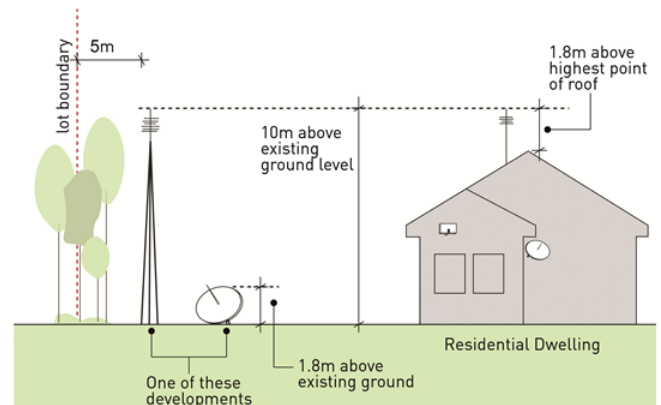 lot boundary
5m
1.8m above
highest point
of roof
10m above
existing
ground level
Residential Dwelling
1.8m above
existing ground
One of these
developments